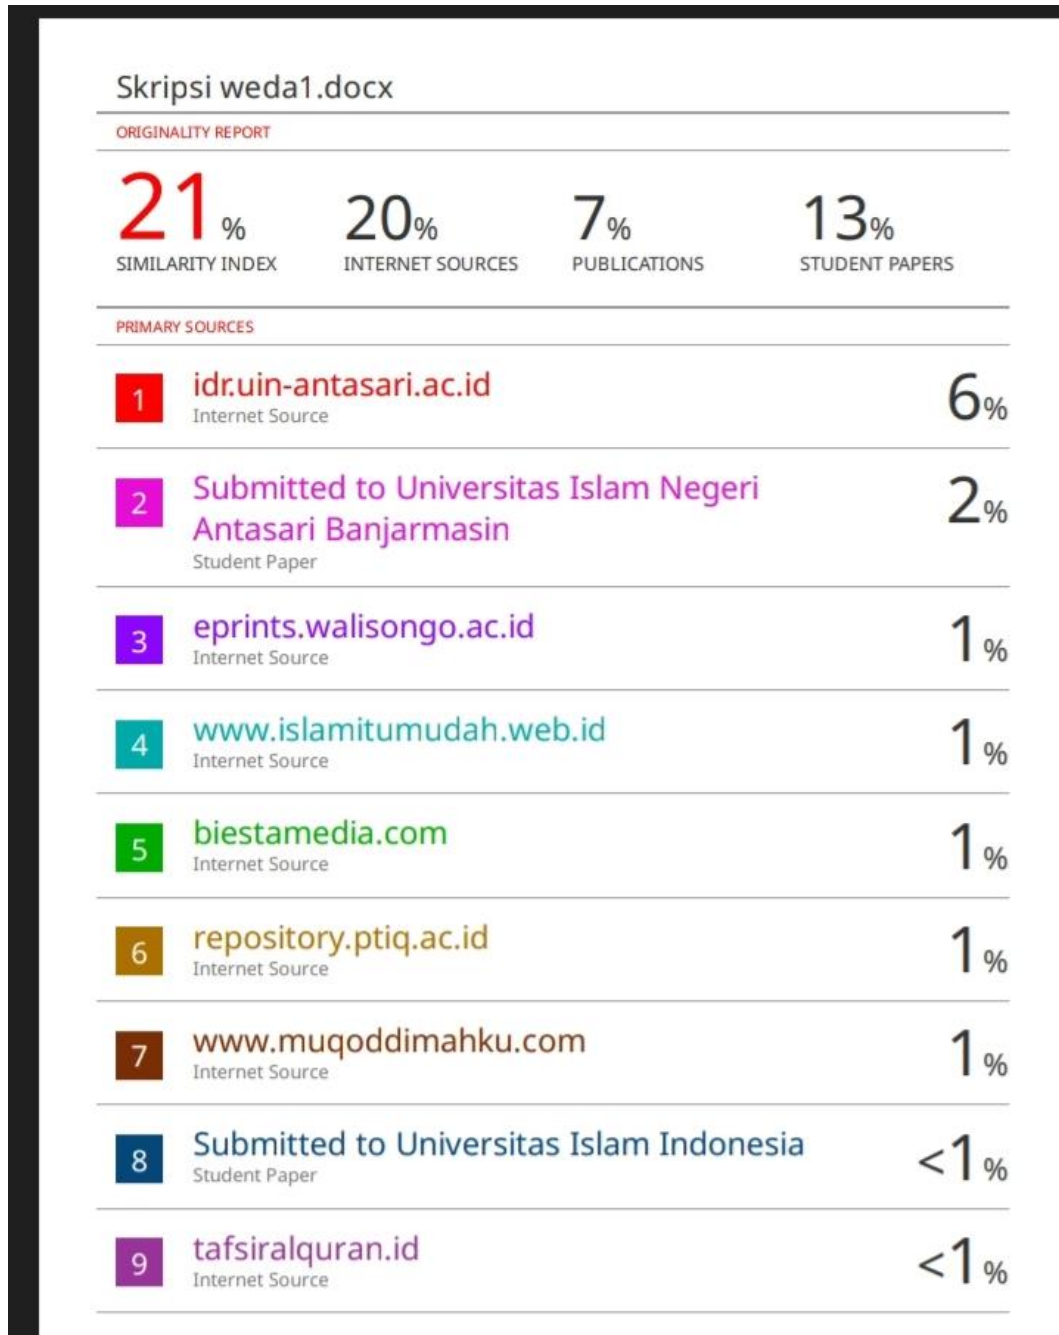 Skripsi weda1.docx
ORIGINALITY REPORT
21% 20% 7% 13%
SIMILARITY INDEX INTERNET SOURCES PUBLICATIONS STUDENT PAPERS
PRIMARY SOURCES
1 idr.uin-antasari.ac.id 6%
Internet Source
2 Submitted to Universitas Islam Negeri
Antasari Banjarmasin 2%
Student Paper
3 eprints.walisongo.ac.id 1%
Internet Source
4 www.islamitumudah.web.id 1%
Internet Source
5 biestamedia.com 1%
Internet Source
6 repository.ptiq.ac.id 1%
Internet Source
7 www.muqoddimahku.com 1%
Internet Source
8 Submitted to Universitas Islam Indonesia <1%
Student Paper
9 tafsiralquran.id <1%
Internet Source